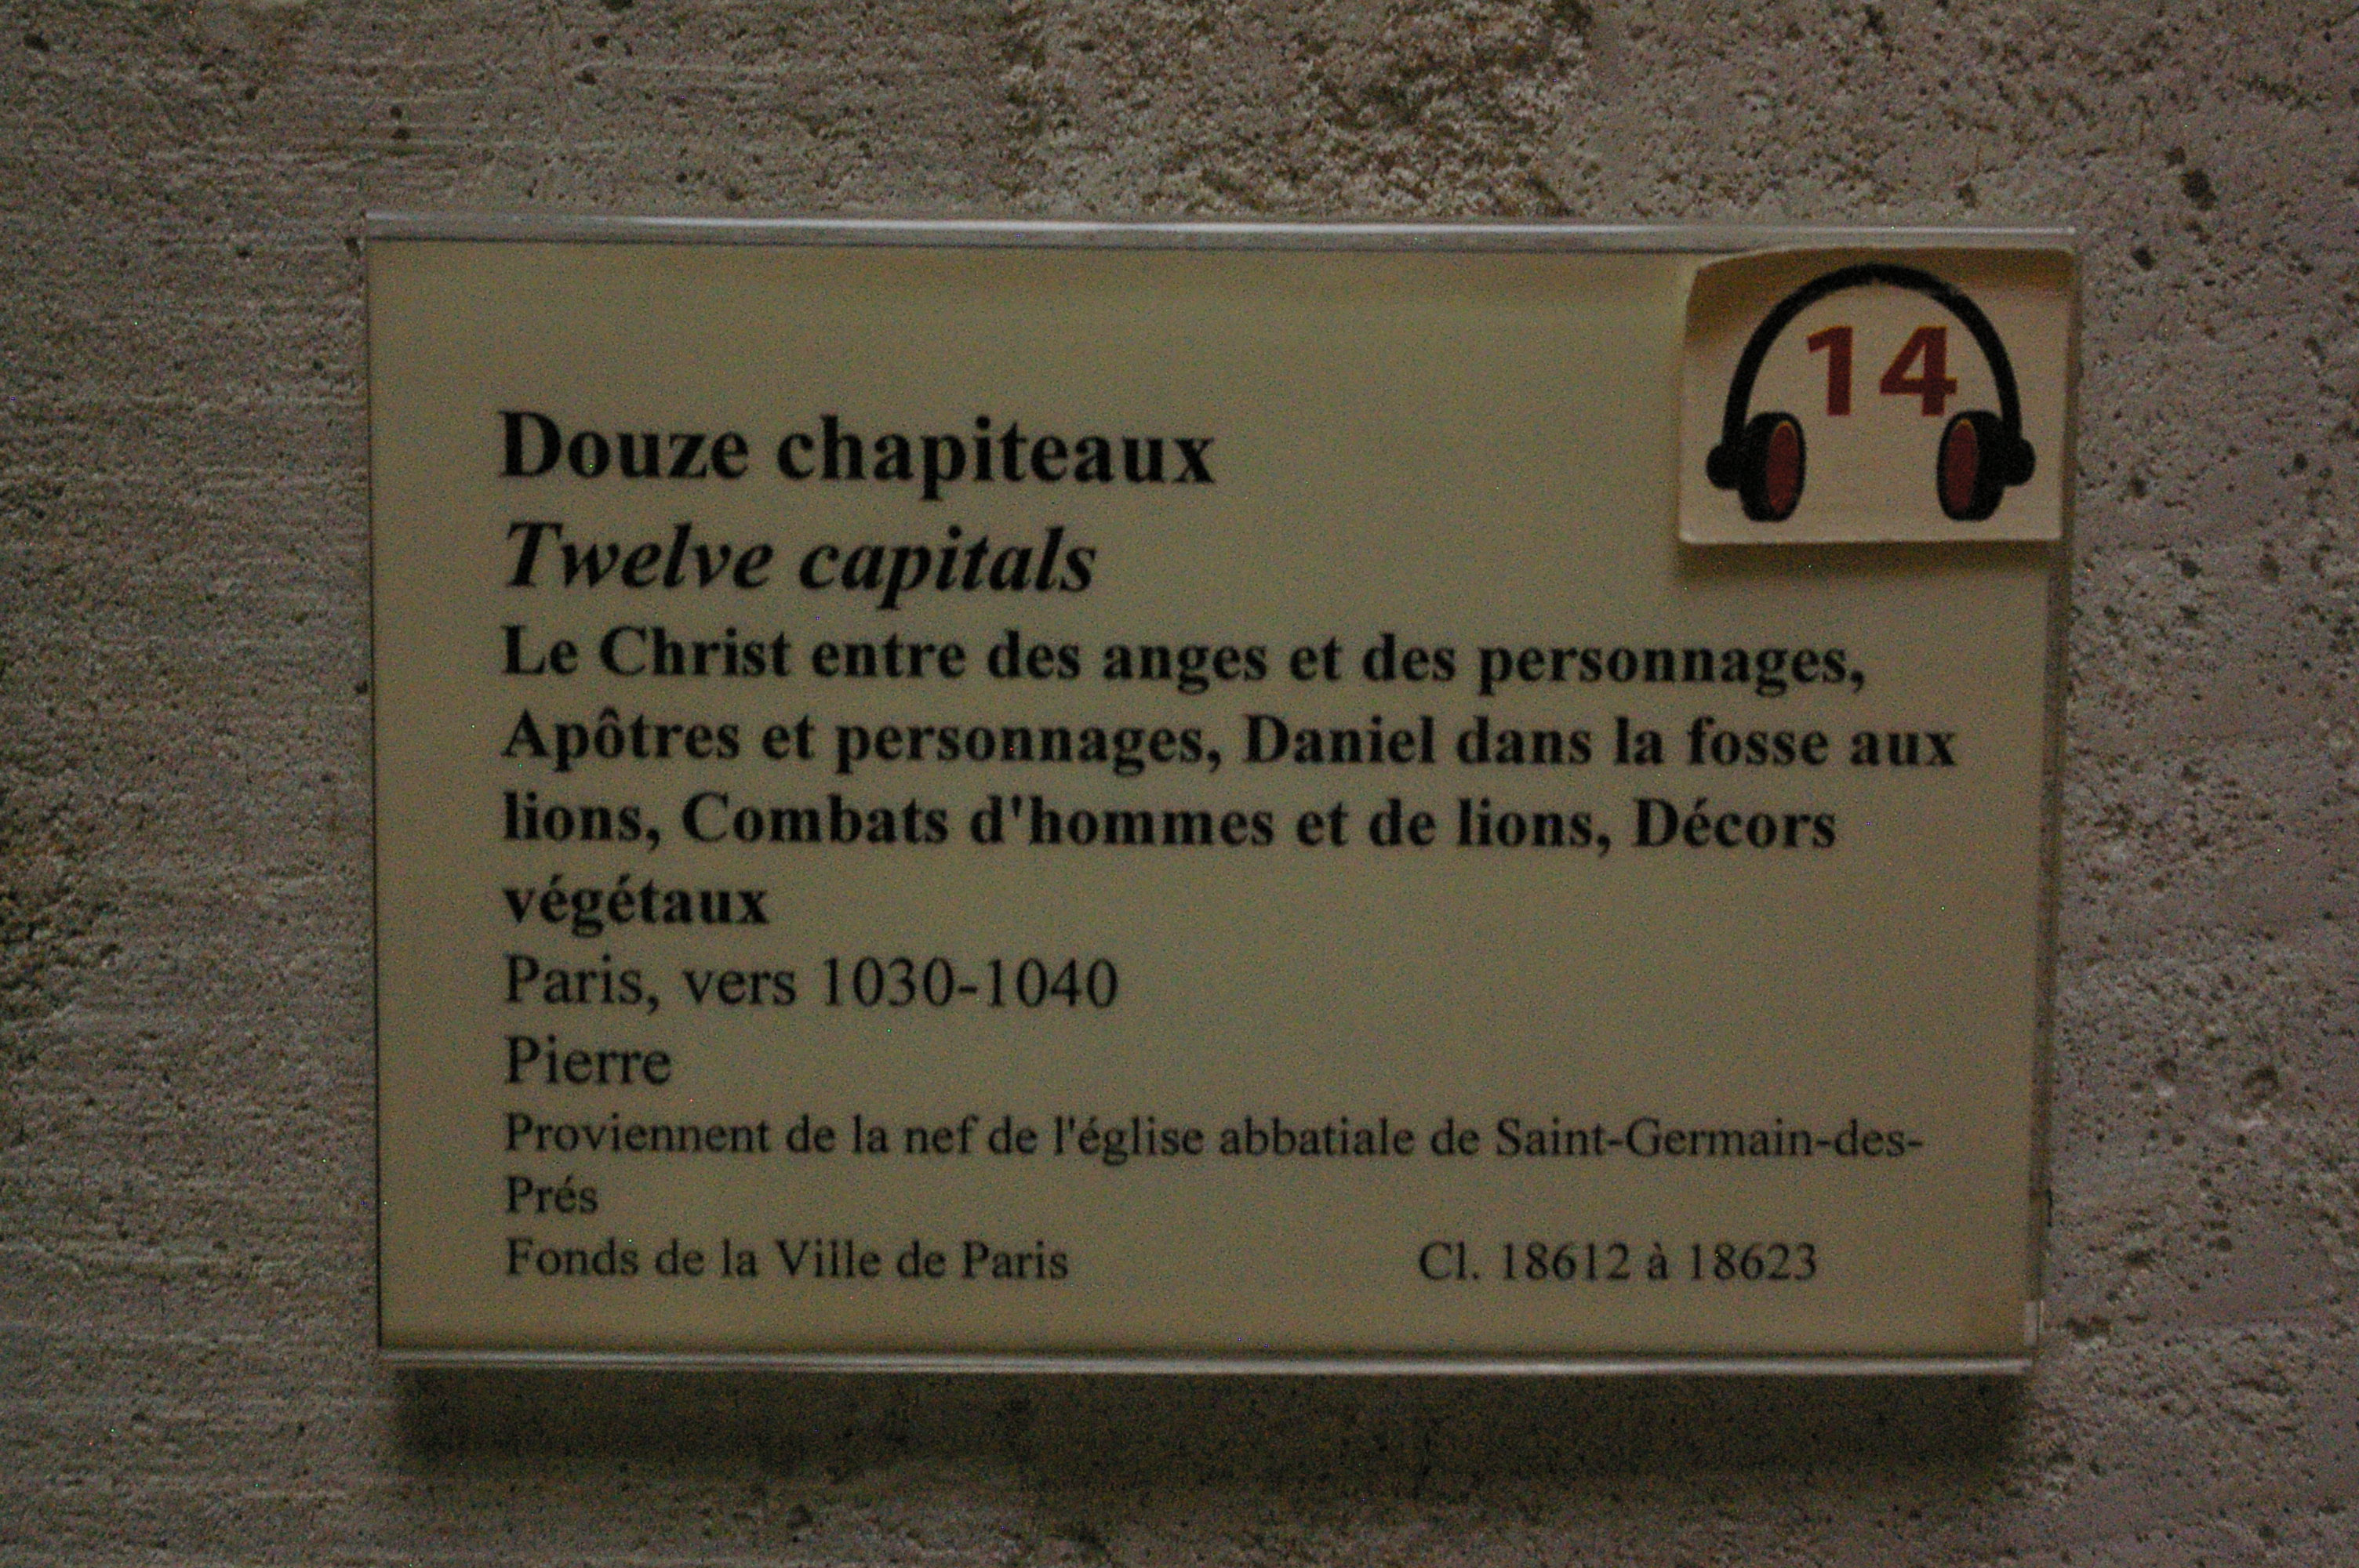 14
Douze chapiteaux
Twelve capitals
Le Christ entre des anges et des personnages,
Apôtres et personnages, Daniel dans la fosse aux
lions, Combats d'hommes et de lions, Décors
végétaux
Paris, vers 1030-1040
Pierre
Proviennent de la nef de l'église abbatiale de Saint-Germain-des-
Prés
Fonds de la Ville de Paris Cl. 18612 à 18623